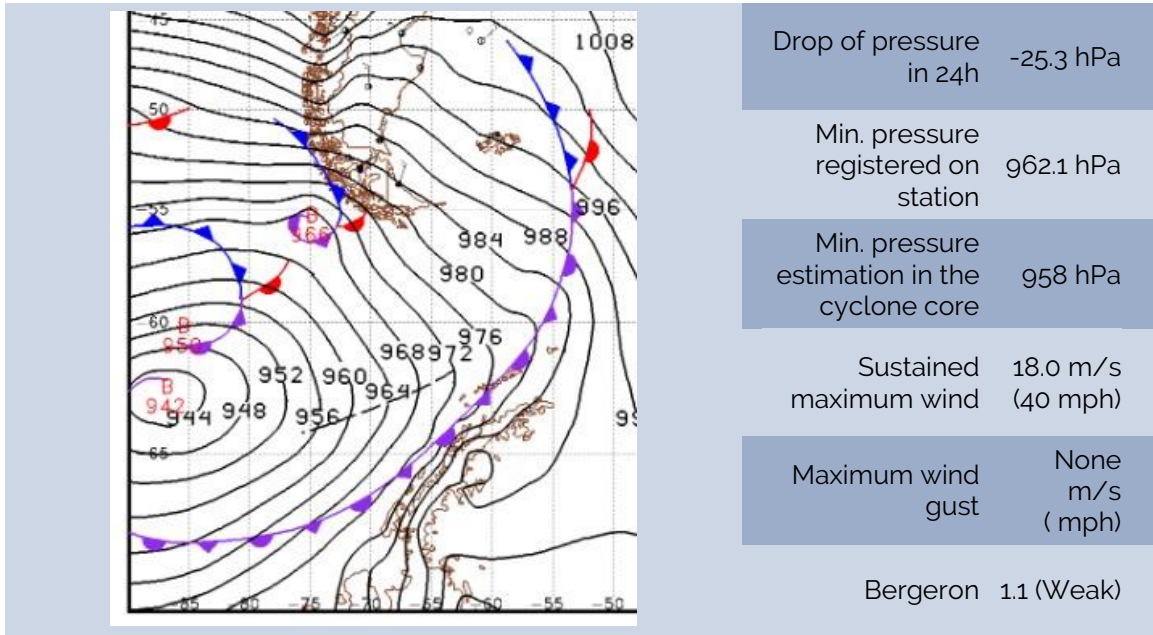 -45
1008
-50
-55
B
966
996
988
984
980
-60
B
B
942
944
948
952
956
960
964
968
972
976
-65
-85
-80
-75
-70
-65
-55
-50
Drop of pressure
in 24h
-25.3 hPa
Min. pressure
registered on
station
962.1 hPa
Min. pressure
estimation in the
cyclone core
958 hPa
Sustained
maximum wind
18.0 m/s
(40 mph)
Maximum wind
gust
None
m/s
( mph)
Bergeron
1.1 (Weak)